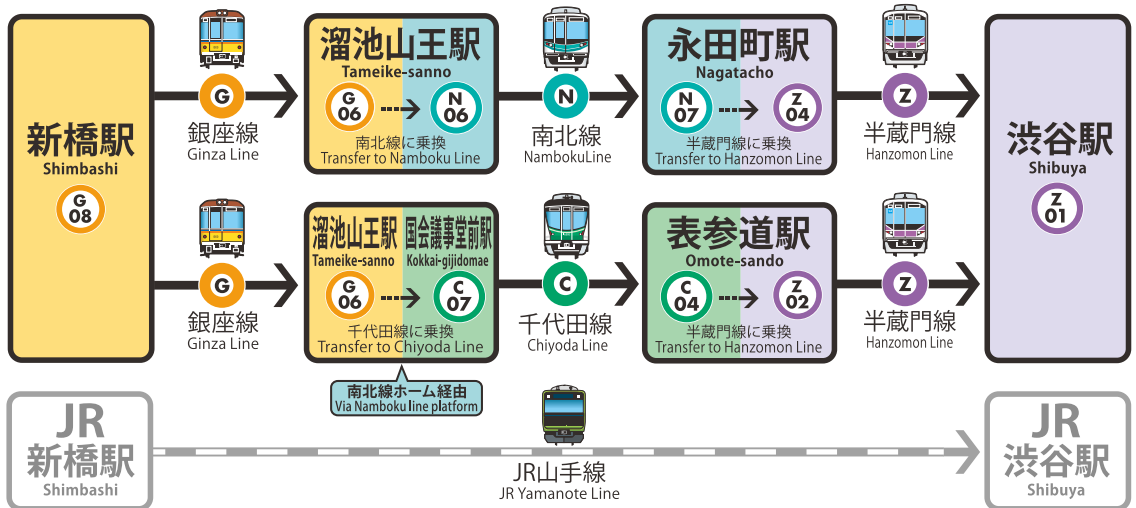 新橋駅
Shimbashi
G
08
G
銀座線
Ginza Line
溜池山王駅
Tameike-sanno
G
06
N
06
南北線に乗換
Transfer to Namboku Line
N
南北線
NambokuLine
永田町駅
Nagatacho
N
07
Z
04
半蔵門線に乗換
Transfer to Hanzomon Line
Z
半蔵門線
Hanzomon Line
渋谷駅
Shibuya
Z
01
G
銀座線
Ginza Line
溜池山王駅
Tameike-sanno
国会議事堂前駅
Kokkai-gijidomae
G
06
C
07
千代田線に乗換
Transfer to Chiyoda Line
南北線ホーム経由
Via Namboku line platform
C
千代田線
Chiyoda Line
表参道駅
Omote-sando
C
04
Z
02
半蔵門線に乗換
Transfer to Hanzomon Line
Z
半蔵門線
Hanzomon Line
JR
新橋駅
Shimbashi
JR山手線
JR Yamanote Line
JR
渋谷駅
Shibuya